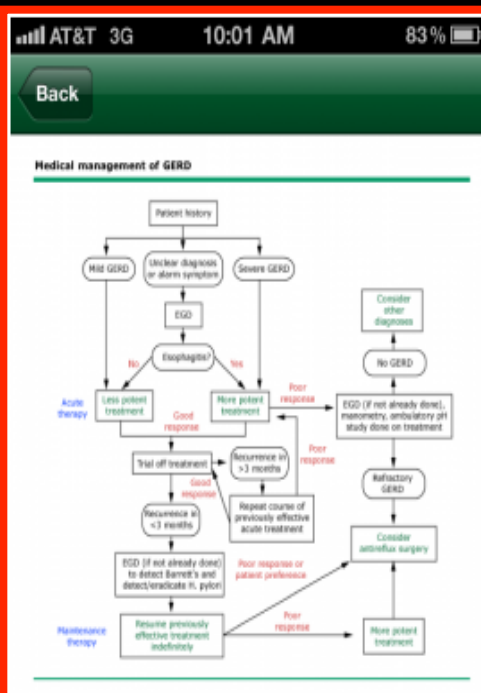 AT&T 3G 10:01 AM 83%
Back
Medical management of GERD
Patient history
Mild GERD
Unclear diagnosis
or alarm symptom
Severe GERD
EGD
Consider
other
diagnoses
Esophagitis?
No
Yes
No GERD
Acute
therapy
Less potent
treatment
More potent
treatment
Poor
response
EGD (if not already done),
manometry, ambulatory pH
study done on treatment
Good
response
Trial off treatment
Recurrence in
>3 months
Poor
response
Good
response
Refractory
GERD
Recurrence in
<3 months
Repeat course of
previously effective
acute treatment
Consider
antireflux surgery
EGD (if not already done)
to detect Barrett's and
detect/eradicate H. pylori
Poor response or
patient preference
Maintenance
therapy
Resume previously
effective treatment
indefinitely
Poor
response
More potent
treatment